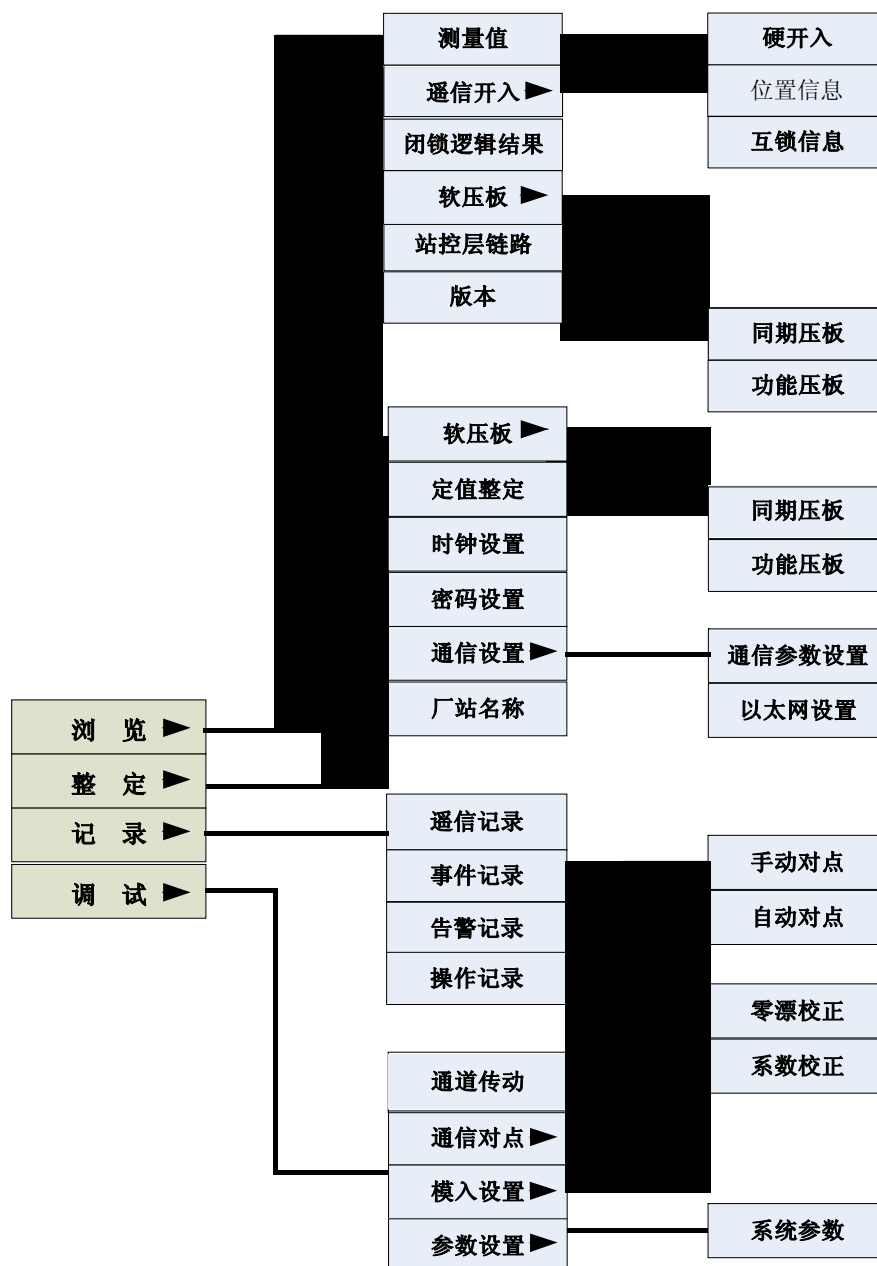 测量值
遥信开入
闭锁逻辑结果
软压板
站控层链路
版本
硬开入
位置信息
互锁信息
同期压板
功能压板
软压板
定值整定
时钟设置
密码设置
通信设置
厂站名称
同期压板
功能压板
通信参数设置
以太网设置
浏 览
整 定
记 录
调 试
遥信记录
事件记录
告警记录
操作记录
手动对点
自动对点
零漂校正
系数校正
通道传动
通信对点
模入设置
参数设置
系统参数